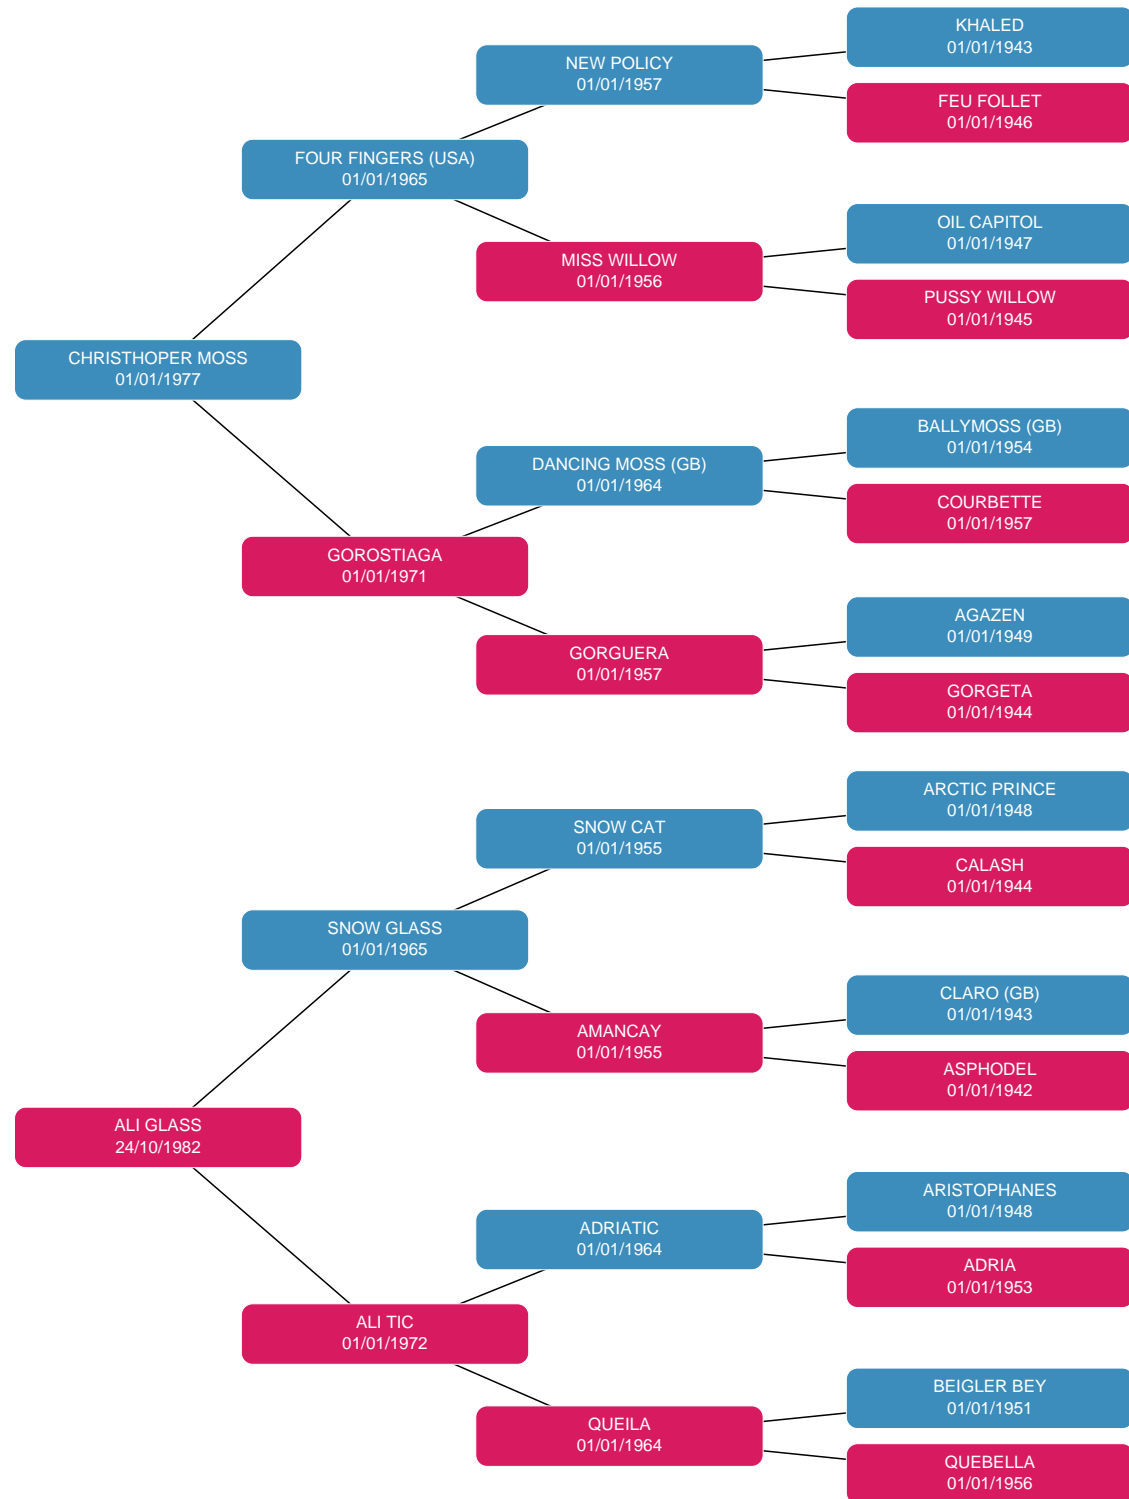 KHALED
01/01/1943
NEW POLICY
01/01/1957
FEU FOLLET
01/01/1946
FOUR FINGERS (USA)
01/01/1965
OIL CAPITOL
01/01/1947
MISS WILLOW
01/01/1956
PUSSY WILLOW
01/01/1945
CHRISTHOPER MOSS
01/01/1977
BALLYMOSS (GB)
01/01/1954
DANCING MOSS (GB)
01/01/1964
COURBETTE
01/01/1957
GOROSTIAGA
01/01/1971
AGAZEN
01/01/1949
GORGUERA
01/01/1957
GORGETA
01/01/1944
ARCTIC PRINCE
01/01/1948
SNOW CAT
01/01/1955
CALASH
01/01/1944
SNOW GLASS
01/01/1965
CLARO (GB)
01/01/1943
AMANCAY
01/01/1955
ASPHODEL
01/01/1942
ALI GLASS
24/10/1982
ARISTOPHANES
01/01/1948
ADRIATIC
01/01/1964
ADRIA
01/01/1953
ALI TIC
01/01/1972
BEIGLER BEY
01/01/1951
QUEILA
01/01/1964
QUEBELLA
01/01/1956